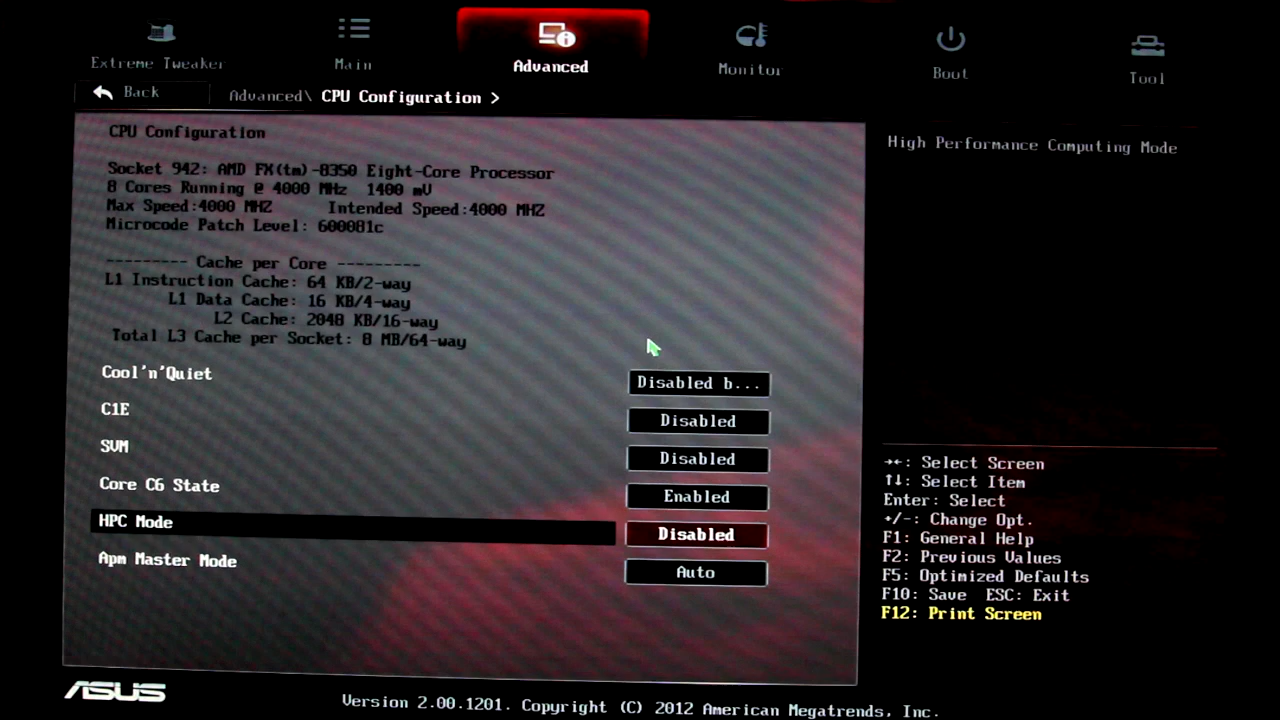 Extreme Tweaker
Main
Advanced
Monitor
Boot
Tool
Back
Advanced\ CPU Configuration >
CPU Configuration
Socket 942: AMD FX(tm)-8350 Eight-Core Processor
8 Cores Running @ 4000 MHz 1400 mV
Max Speed:4000 MHZ Intended Speed:4000 MHZ
Microcode Patch Level: 600081c
--------- Cache per Core ---------
L1 Instruction Cache: 64 KB/2-way
L1 Data Cache: 16 KB/4-way
L2 Cache: 2048 KB/16-way
Total L3 Cache per Socket: 8 MB/64-way
Cool'n'Quiet Disabled b...
C1E Disabled
SVM Disabled
Core C6 State Enabled
HPC Mode Disabled
Apm Master Mode Auto
High Performance Computing Mode
→←: Select Screen
↑↓: Select Item
Enter: Select
+/-: Change Opt.
F1: General Help
F2: Previous Values
F5: Optimized Defaults
F10: Save ESC: Exit
F12: Print Screen
ASUS
Version 2.00.1201. Copyright (C) 2012 American Megatrends, Inc.